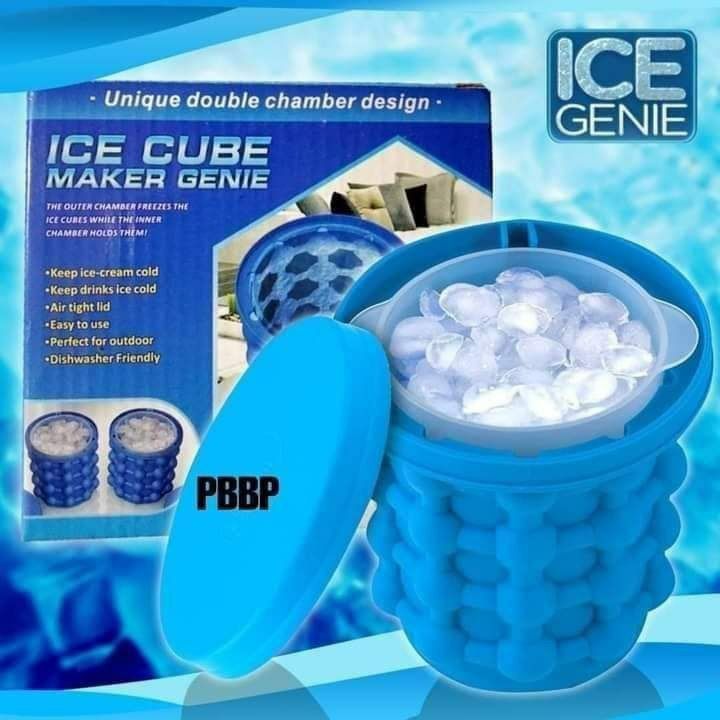 ICE
GENIE
· Unique double chamber design ·
ICE CUBE
MAKER GENIE
THE OUTER CHAMBER FREEZES THE
ICE CUBES WHILE THE INNER
CHAMBER HOLDS THEM!
•Keep ice-cream cold
•Keep drinks ice cold
•Air tight lid
•Easy to use
•Perfect for outdoor
•Dishwasher Friendly
PBBP